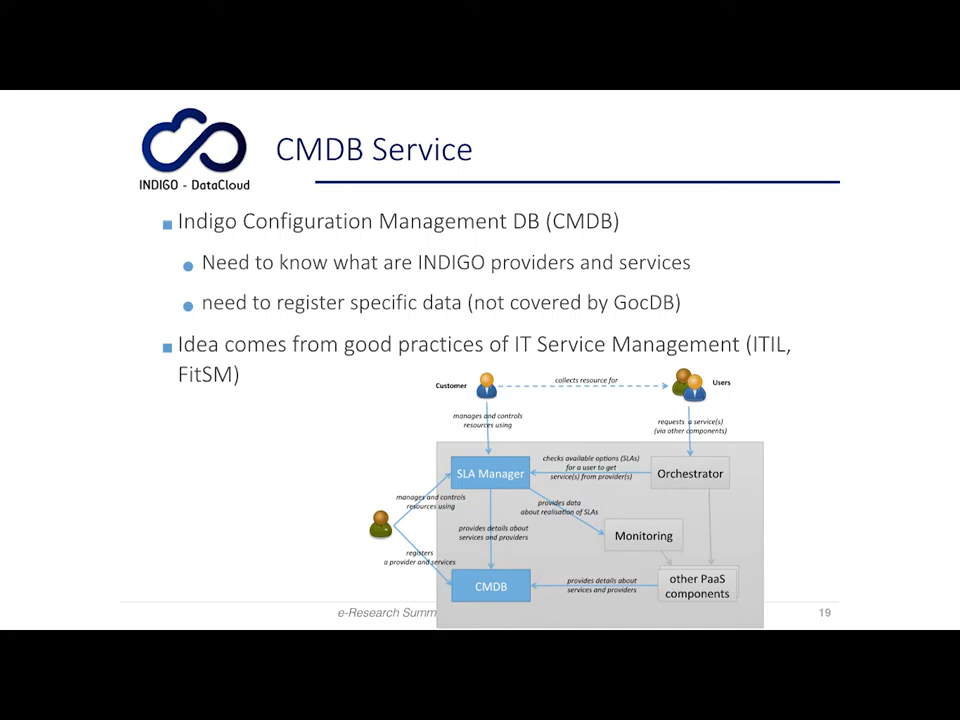 CMDB Service
INDIGO - DataCloud
Indigo Configuration Management DB (CMDB)
Need to know what are INDIGO providers and services
need to register specific data (not covered by GocDB)
Idea comes from good practices of IT Service Management (ITIL,
FitSM)
Customer
collects resource for
Users
manages and controls
resources using
requests a service(s)
(via other components)
SLA Manager
checks available options (SLAs)
for a user to get
service(s) from provider(s)
Orchestrator
manages and controls
resources using
provides data
about realisation of SLAs
provides details about
services and providers
Monitoring
registers
a provider and services
CMDB
provides details about
services and providers
other PaaS
components
e-Research Summ
19